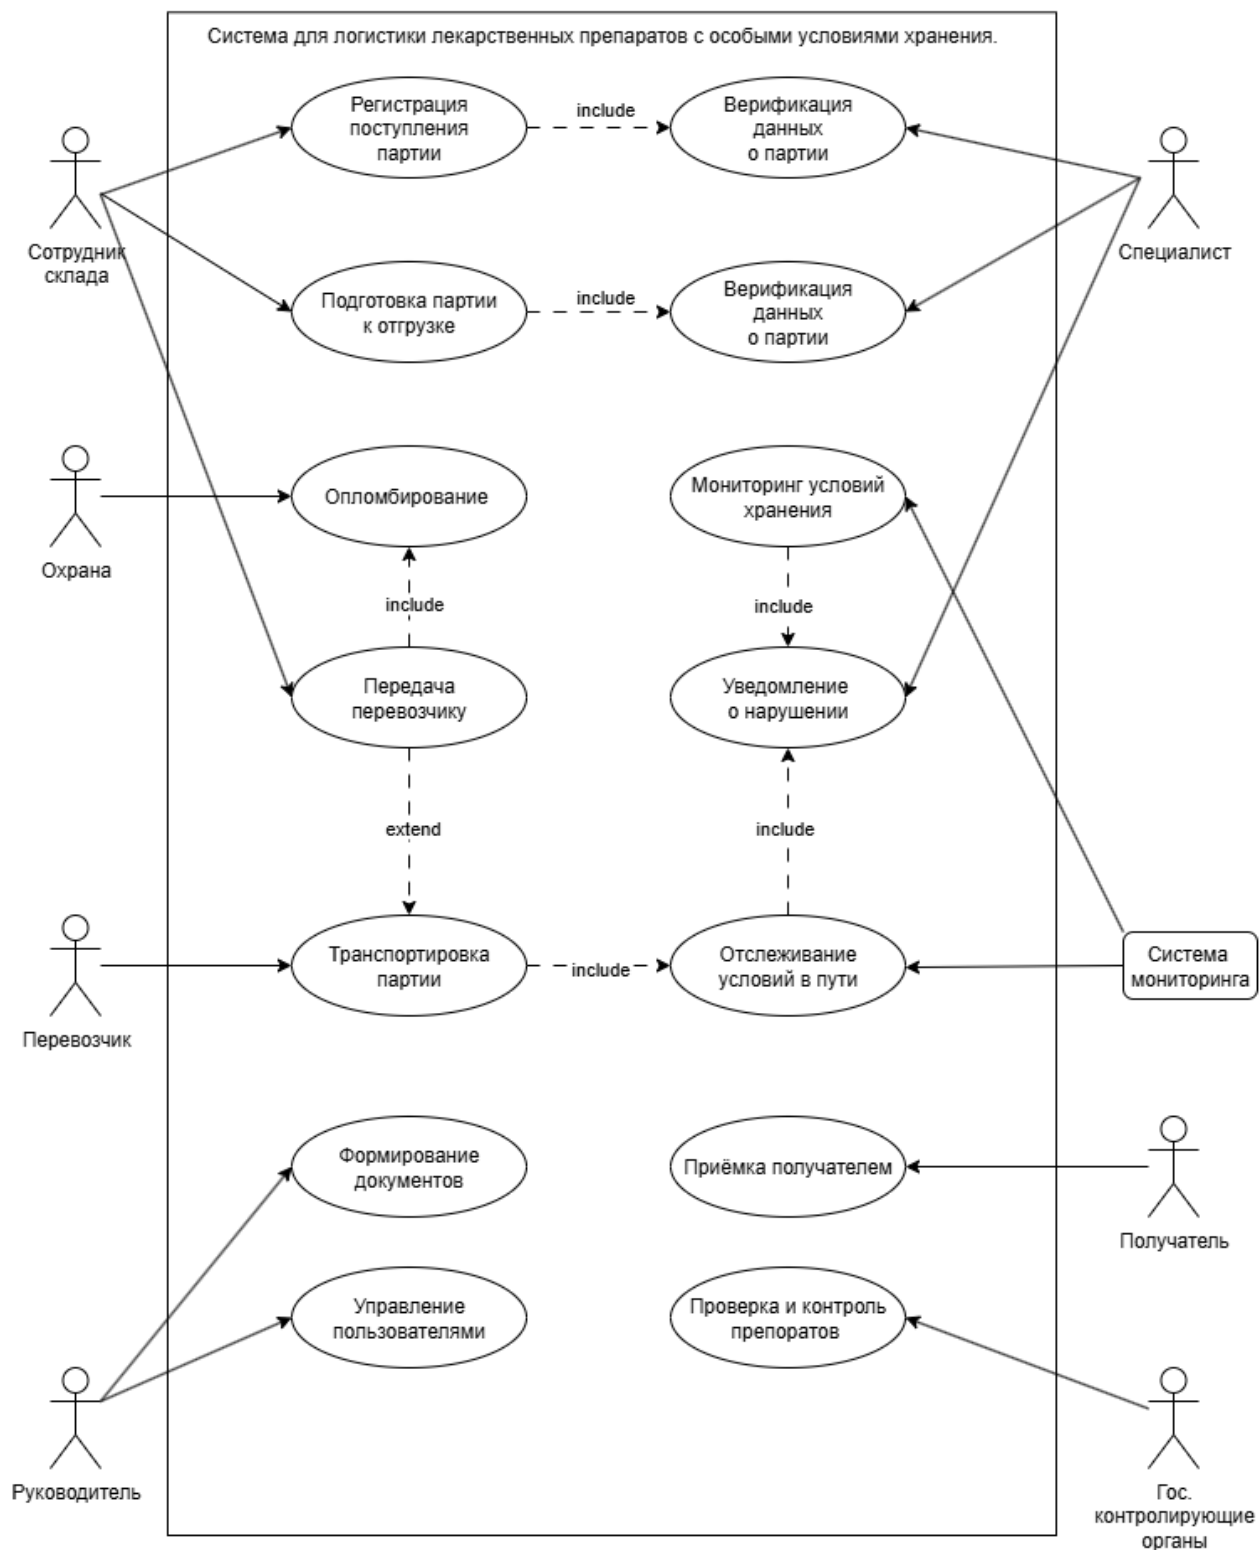 Система для логистики лекарственных препаратов с особыми условиями хранения.
Регистрация
поступления
партии
include
Верификация
данных
о партии
Сотрудник
склада
Специалист
Подготовка партии
к отгрузке
include
Верификация
данных
о партии
Охрана
Опломбирование
Мониторинг условий
хранения
include
include
Передача
перевозчику
Уведомление
о нарушении
extend
include
Перевозчик
Транспортировка
партии
include
Отслеживание
условий в пути
Система
мониторинга
Формирование
документов
Приёмка получателем
Получатель
Управление
пользователями
Проверка и контроль
препоратов
Руководитель
Гос.
контролирующие
органы